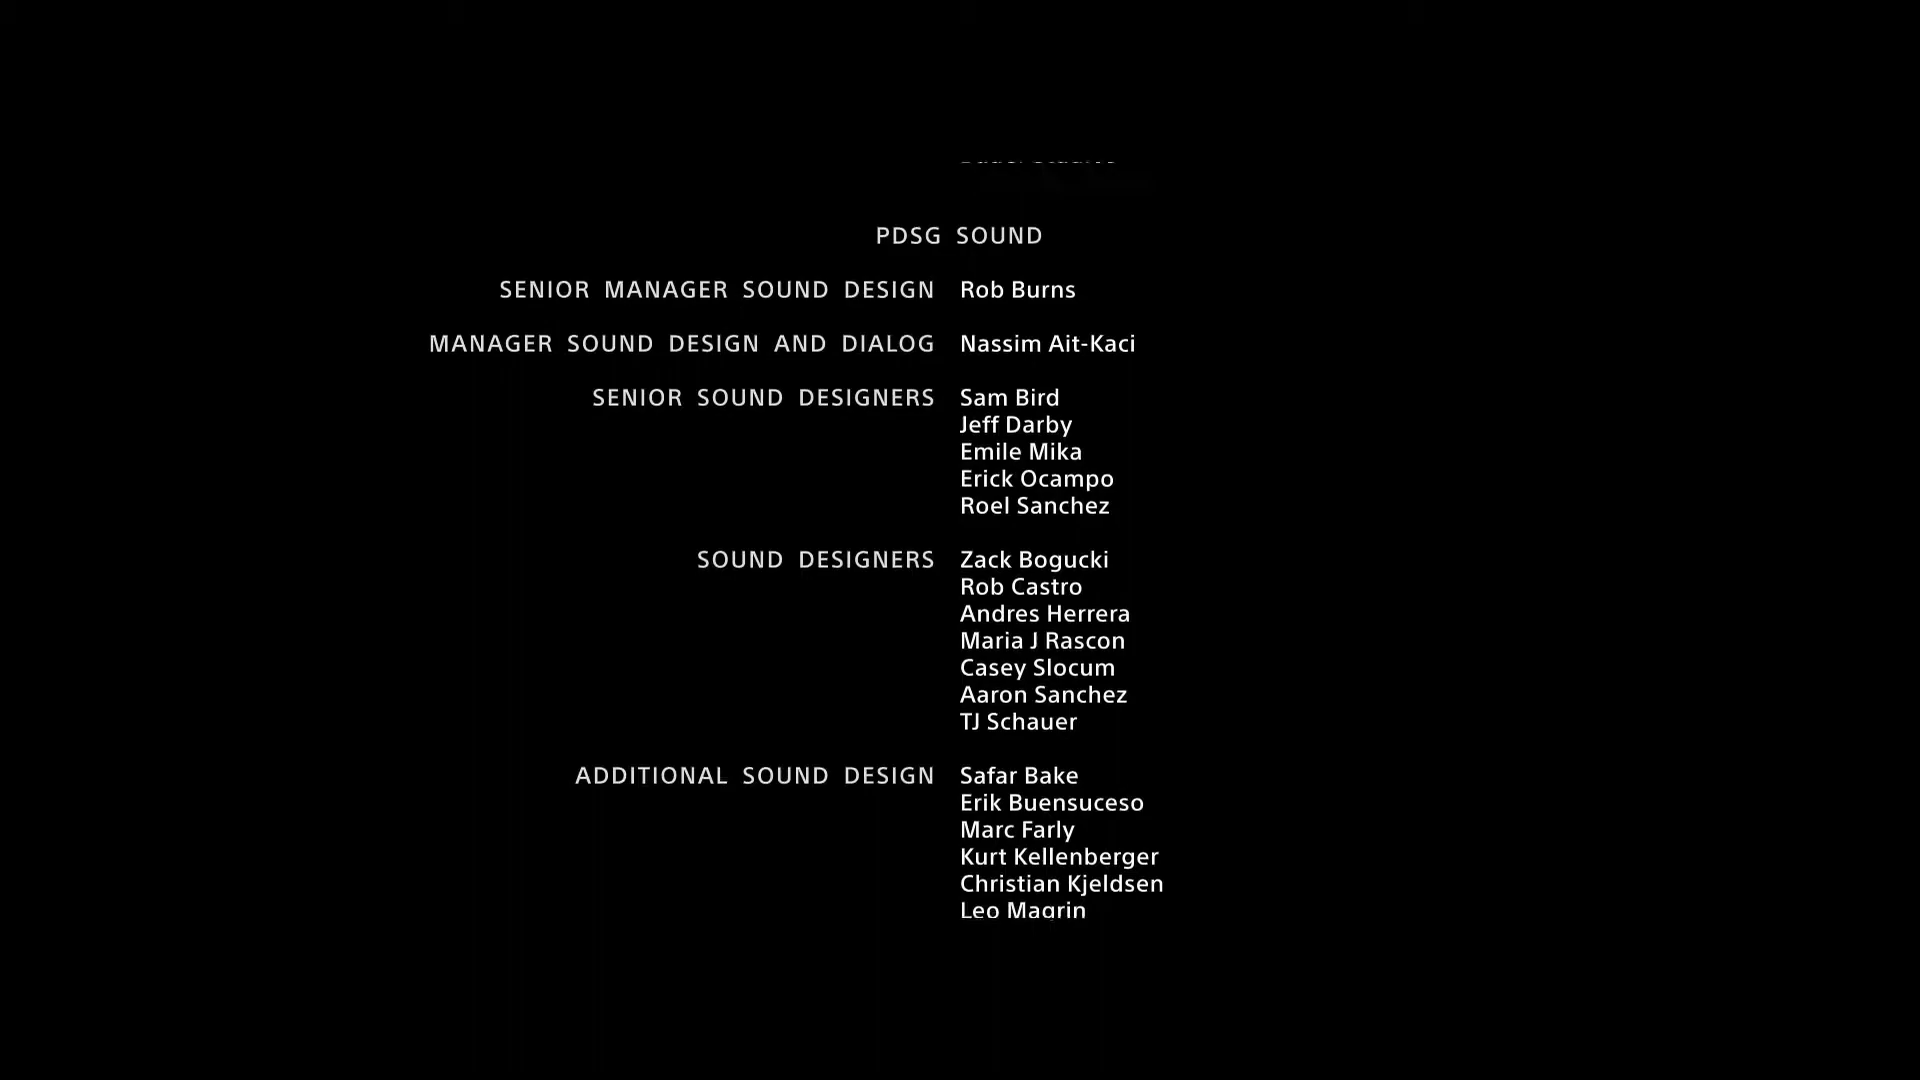 PDSG SOUND
SENIOR MANAGER SOUND DESIGN Rob Burns
MANAGER SOUND DESIGN AND DIALOG Nassim Ait-Kaci
SENIOR SOUND DESIGNERS Sam Bird
Jeff Darby
Emile Mika
Erick Ocampo
Roel Sanchez
SOUND DESIGNERS Zack Bogucki
Rob Castro
Andres Herrera
Maria J Rascon
Casey Slocum
Aaron Sanchez
TJ Schauer
ADDITIONAL SOUND DESIGN Safar Bake
Erik Buensuceso
Marc Farly
Kurt Kellenberger
Christian Kjeldsen
Leo Magrin